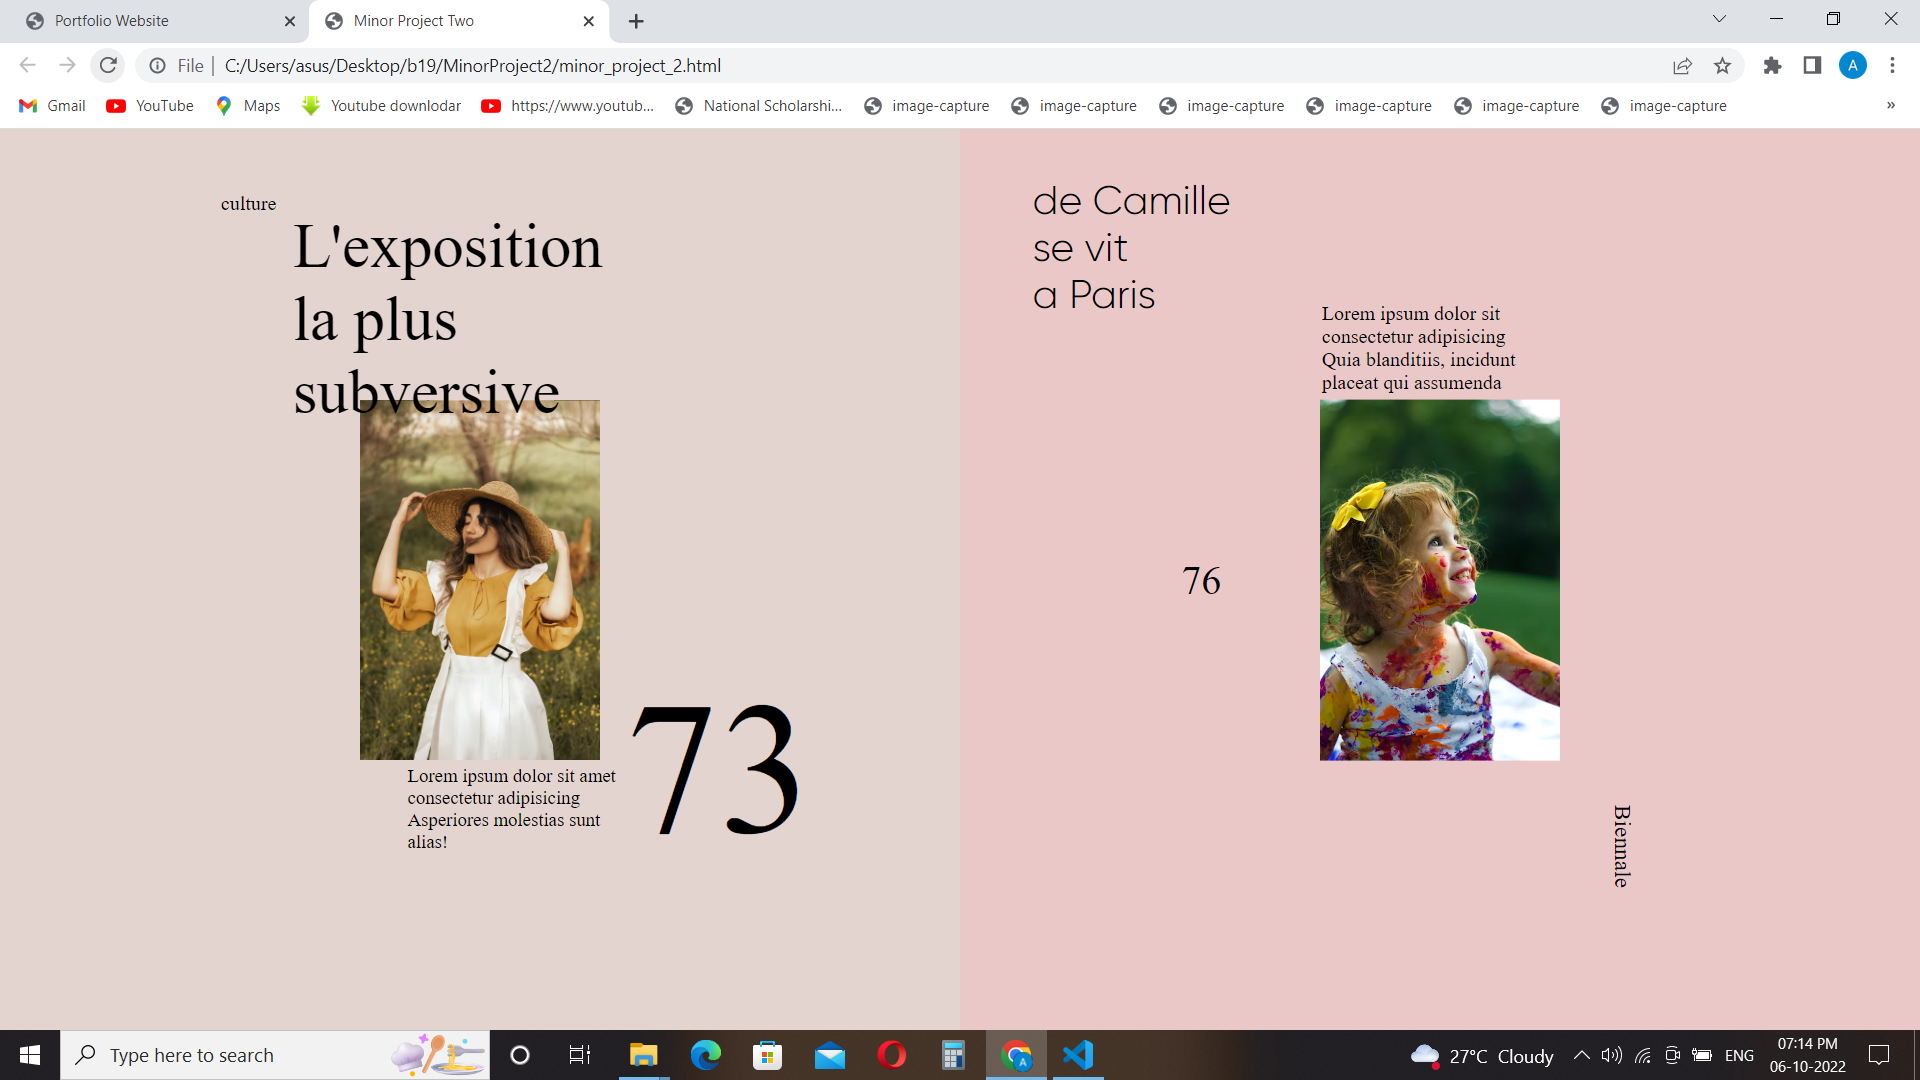 Portfolio Website
Minor Project Two
File
C:/Users/asus/Desktop/b19/MinorProject2/minor_project_2.html
A
Gmail
YouTube
Maps
Youtube downlodar
https://www.youtub...
National Scholarshi...
image-capture
image-capture
image-capture
image-capture
image-capture
image-capture
»
culture
L'exposition
la plus
subversive
Lorem ipsum dolor sit amet
consectetur adipisicing
Asperiores molestias sunt
alias!
73
de Camille
se vit
a Paris
Lorem ipsum dolor sit
consectetur adipisicing
Quia blanditiis, incidunt
placeat qui assumenda
76
Biennale
Type here to search
A
27°C Cloudy
ENG
07:14 PM
06-10-2022